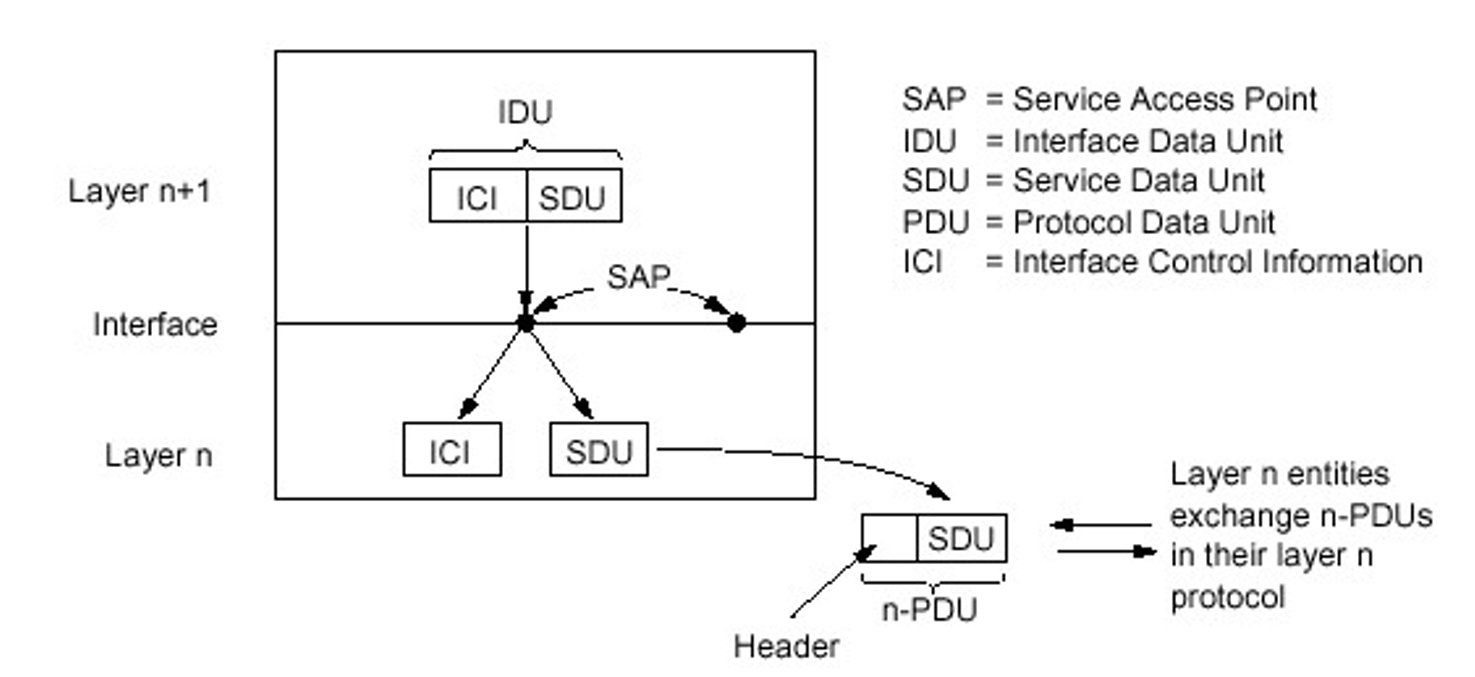 IDU
SAP = Service Access Point
IDU = Interface Data Unit
SDU = Service Data Unit
PDU = Protocol Data Unit
ICI = Interface Control Information
Layer n+1
ICI SDU
SAP
Interface
Layer n
ICI SDU
Layer n entities
exchange n-PDUs
in their layer n
protocol
SDU
n-PDU
Header